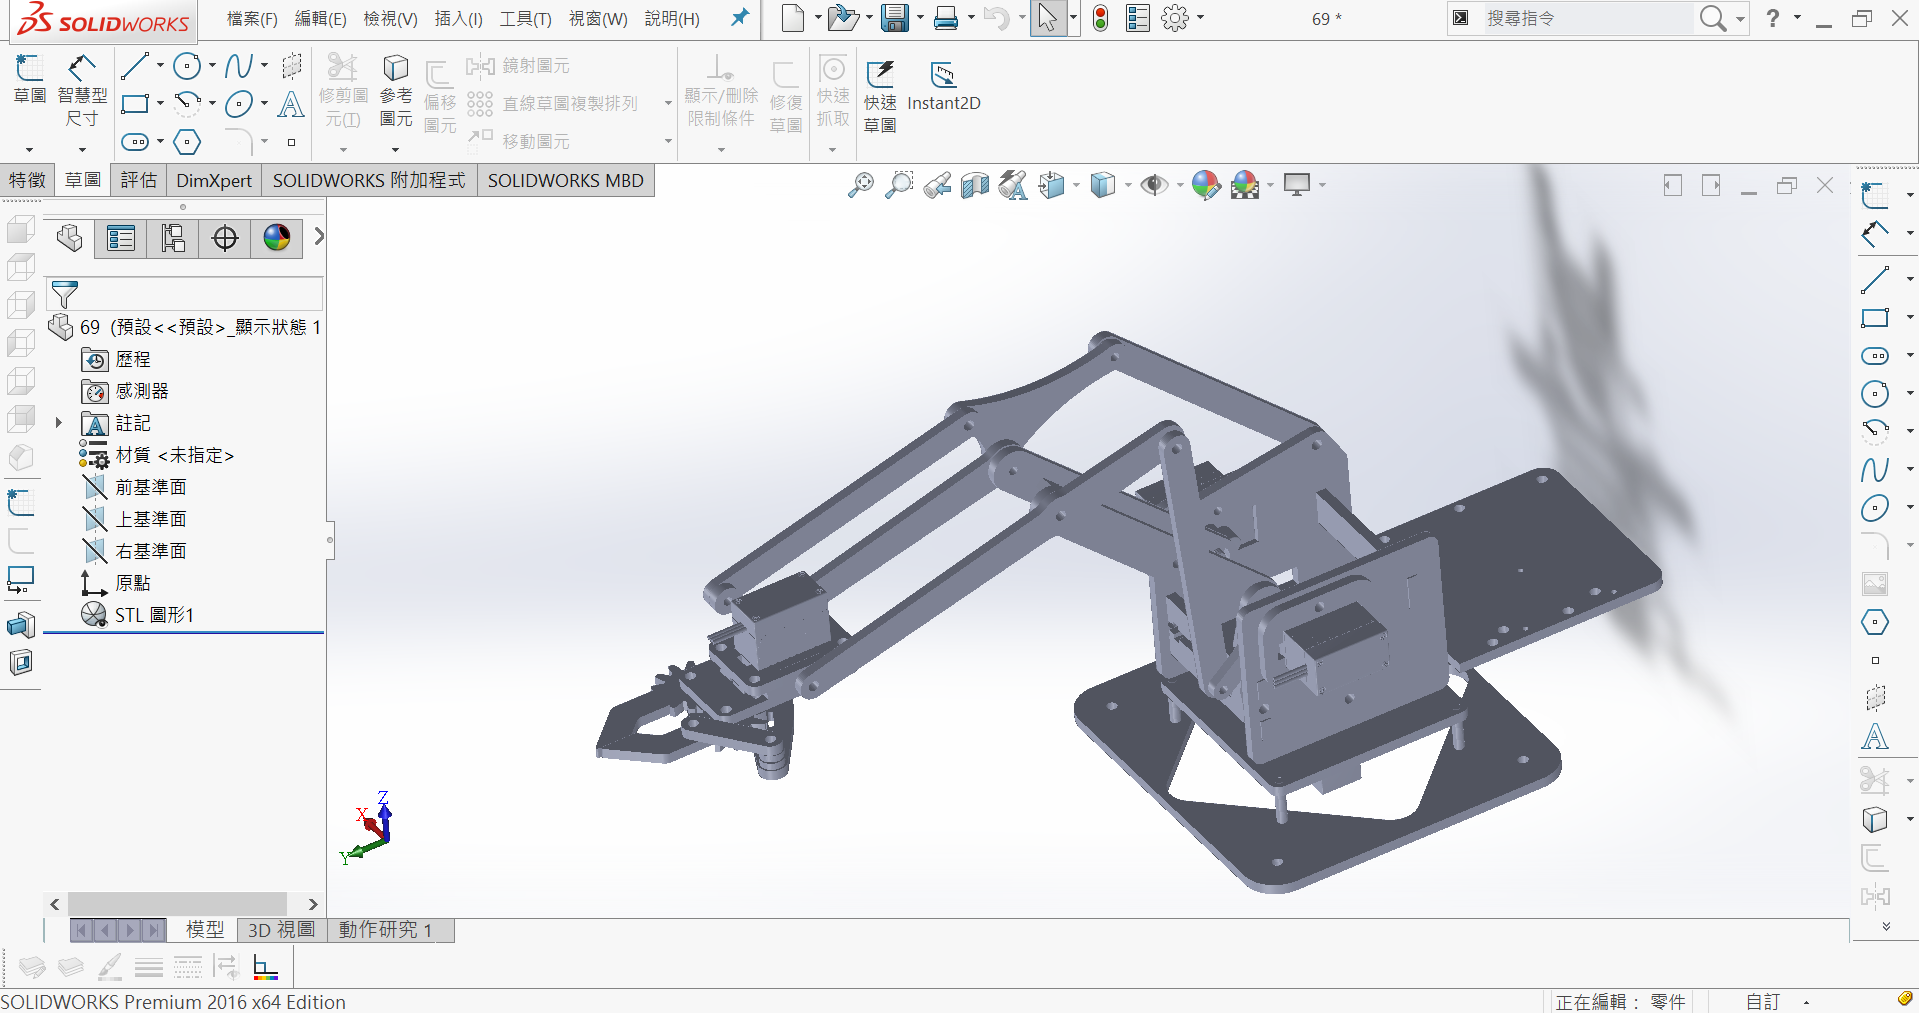 SOLIDWORKS
檔案(F) 編輯(E) 檢視(V) 插入(I) 工具(T) 視窗(W) 說明(H)
69 *
搜尋指令
?
草圖
智慧型
尺寸
修剪圖
元(T)
參考
圖元
偏移
圖元
鏡射圖元
直線草圖複製排列
移動圖元
顯示/刪除
限制條件
修復
草圖
快速
抓取
快速
草圖
Instant2D
特徵 草圖 評估 DimXpert SOLIDWORKS 附加程式 SOLIDWORKS MBD
69 (預設<<預設>_顯示狀態 1
歷程
感測器
註記
材質 <未指定>
前基準面
上基準面
右基準面
原點
STL 圖形1
Z
X
Y
模型 3D 視圖 動作研究 1
SOLIDWORKS Premium 2016 x64 Edition
正在編輯： 零件
自訂